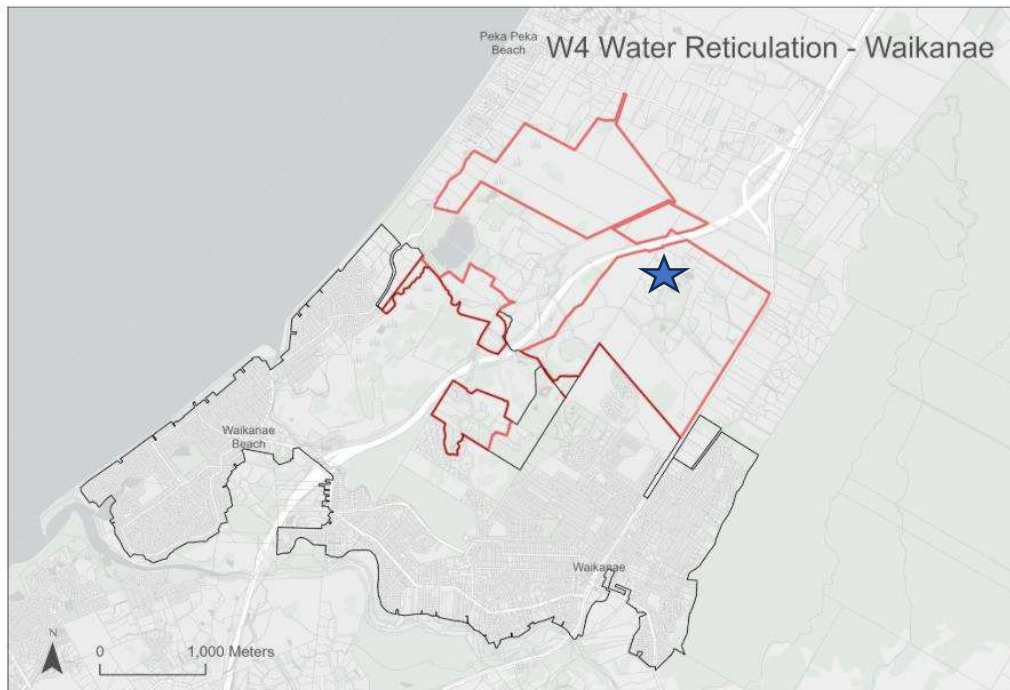 Peka Peka
Beach
W4 Water Reticulation - Waikanae
Waikanae
Beach
Waikanae
N
0
1,000 Meters